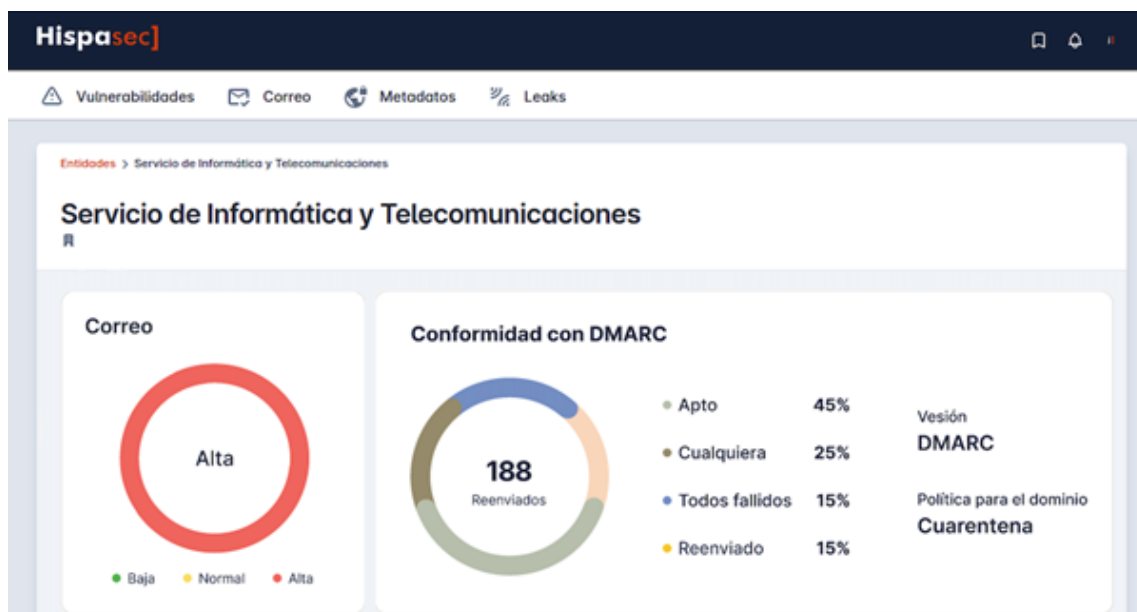 Hispasec]
Vulnerabilidades Correo Metadatos Leaks
Entidades > Servicio de Informática y Telecomunicaciones
Servicio de Informática y Telecomunicaciones
Correo
Alta
Baja Normal Alta
Conformidad con DMARC
188
Reenviados
Apto 45%
Cualquiera 25%
Todos fallidos 15%
Reenviado 15%
Vesión
DMARC
Política para el dominio
Cuarentena